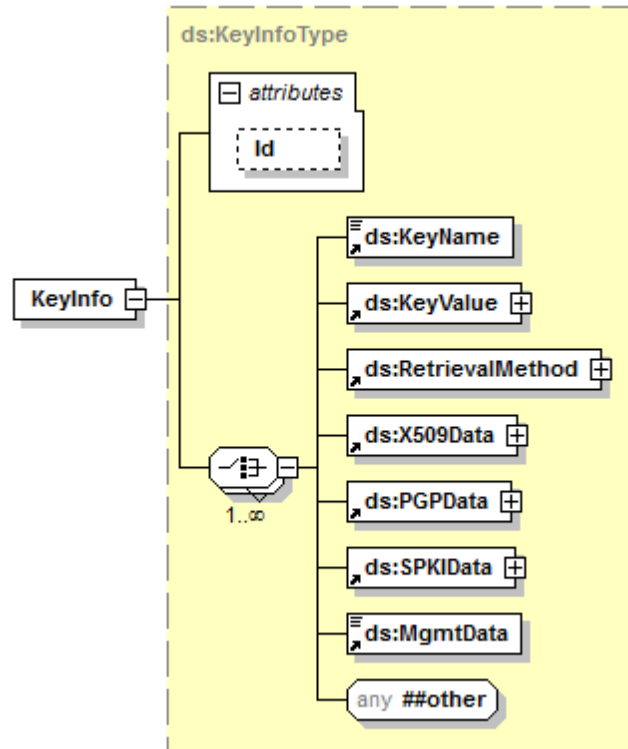 ds:KeyInfoType
attributes
Id
KeyInfo
ds:KeyName
ds:KeyValue
ds:RetrievalMethod
ds:X509Data
ds:PGPData
ds:SPKIData
ds:MgmtData
any ##other
1..∞